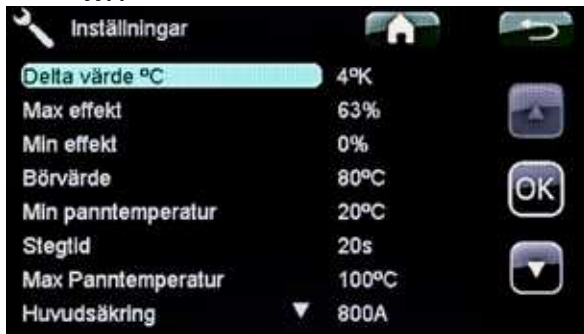 Inställningar
Delta värde ºC 4ºK
Max effekt 63%
Min effekt 0%
Börvärde 80ºC
OK
Min panntemperatur 20ºC
Stegtid 20s
Max Panntemperatur 100ºC
Huvudsäkring 800A